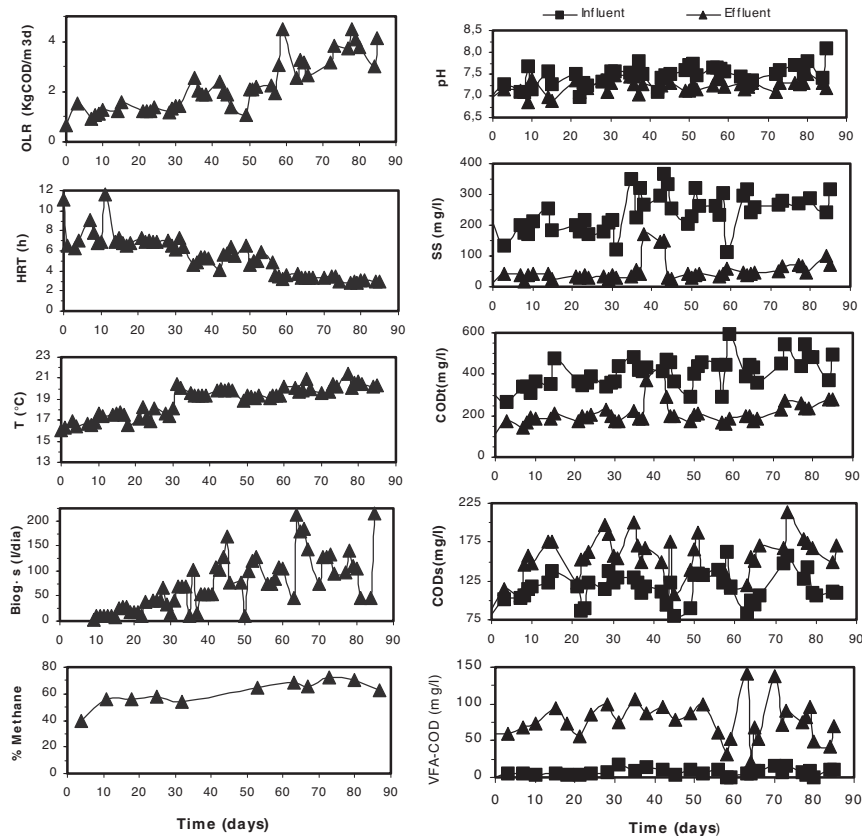 Influent Effluent
OLR (KgCOD/m3d)
4
2
0
0 10 20 30 40 50 60 70 80 90
pH
8,5
8,0
7,5
7,0
6,5
0 10 20 30 40 50 60 70 80 90
HRT (h)
12
10
8
6
4
2
0
0 10 20 30 40 50 60 70 80 90
SS (mg/l)
400
300
200
100
0
0 10 20 30 40 50 60 70 80 90
T (°C)
23
21
19
17
15
13
0 10 20 30 40 50 60 70 80 90
CODt(mg/l)
600
400
200
0
0 10 20 30 40 50 60 70 80 90
Biog·s (l/dia)
200
150
100
50
0
0 10 20 30 40 50 60 70 80 90
CODs(mg/l)
225
175
125
75
0 10 20 30 40 50 60 70 80 90
% Methane
80
60
40
20
0
0 10 20 30 40 50 60 70 80 90
Time (days)
VFA-COD (mg/l)
150
100
50
0
0 10 20 30 40 50 60 70 80 90
Time (days)